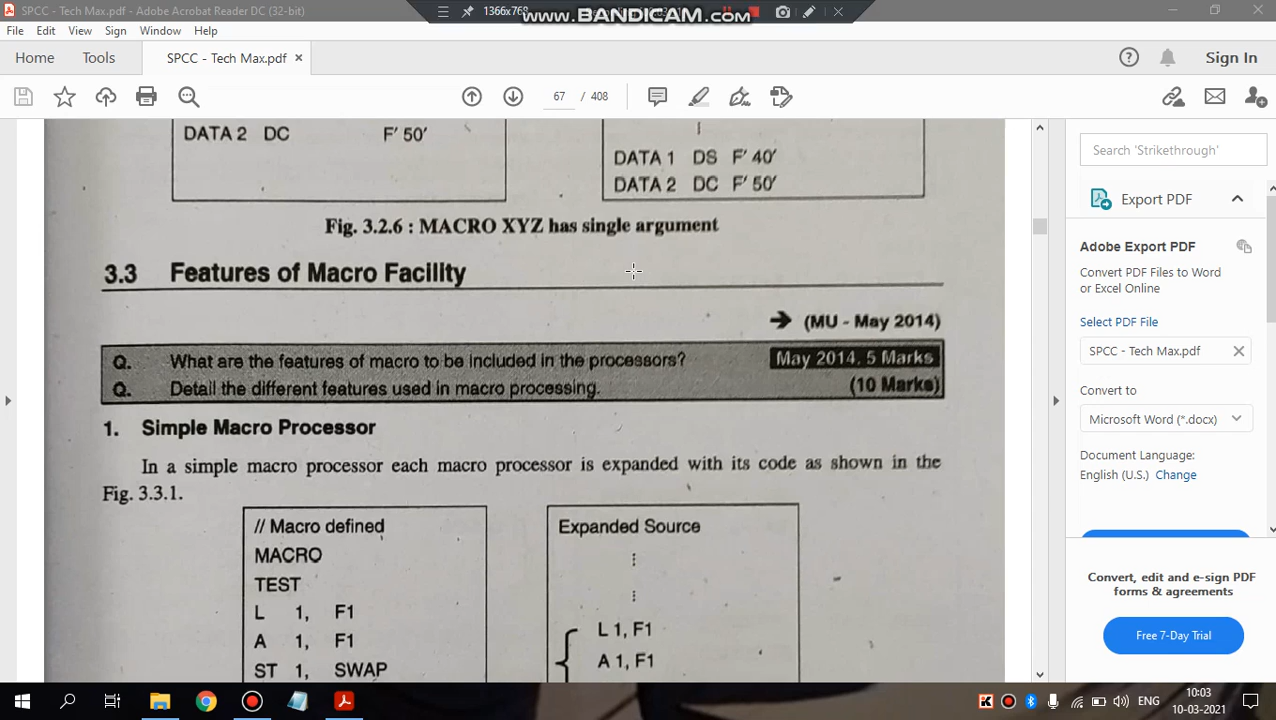 SPCC - Tech Max.pdf - Adobe Acrobat Reader DC (32-bit)
1366x768
www.BANDICAM.com
File Edit View Sign Window Help
Home Tools SPCC - Tech Max.pdf × Sign In
67 / 408
DATA 2 DC F' 50'
DATA 1 DS F' 40'
DATA 2 DC F' 50'
Fig. 3.2.6 : MACRO XYZ has single argument
3.3 Features of Macro Facility
➔ (MU - May 2014)
Q. What are the features of macro to be included in the processors? May 2014, 5 Marks
Q. Detail the different features used in macro processing. (10 Marks)
1. Simple Macro Processor
In a simple macro processor each macro processor is expanded with its code as shown in the
Fig. 3.3.1.
// Macro defined
MACRO
TEST
L 1, F1
A 1, F1
ST 1, SWAP
Expanded Source
⋮
⋮
L 1, F1
A 1, F1
Search 'Strikethrough'
Export PDF
Adobe Export PDF
Convert PDF Files to Word
or Excel Online
Select PDF File
SPCC - Tech Max.pdf
Convert to
Microsoft Word (*.docx)
Document Language:
English (U.S.) Change
Convert, edit and e-sign PDF
forms & agreements
Free 7-Day Trial
ENG
10:03
10-03-2021